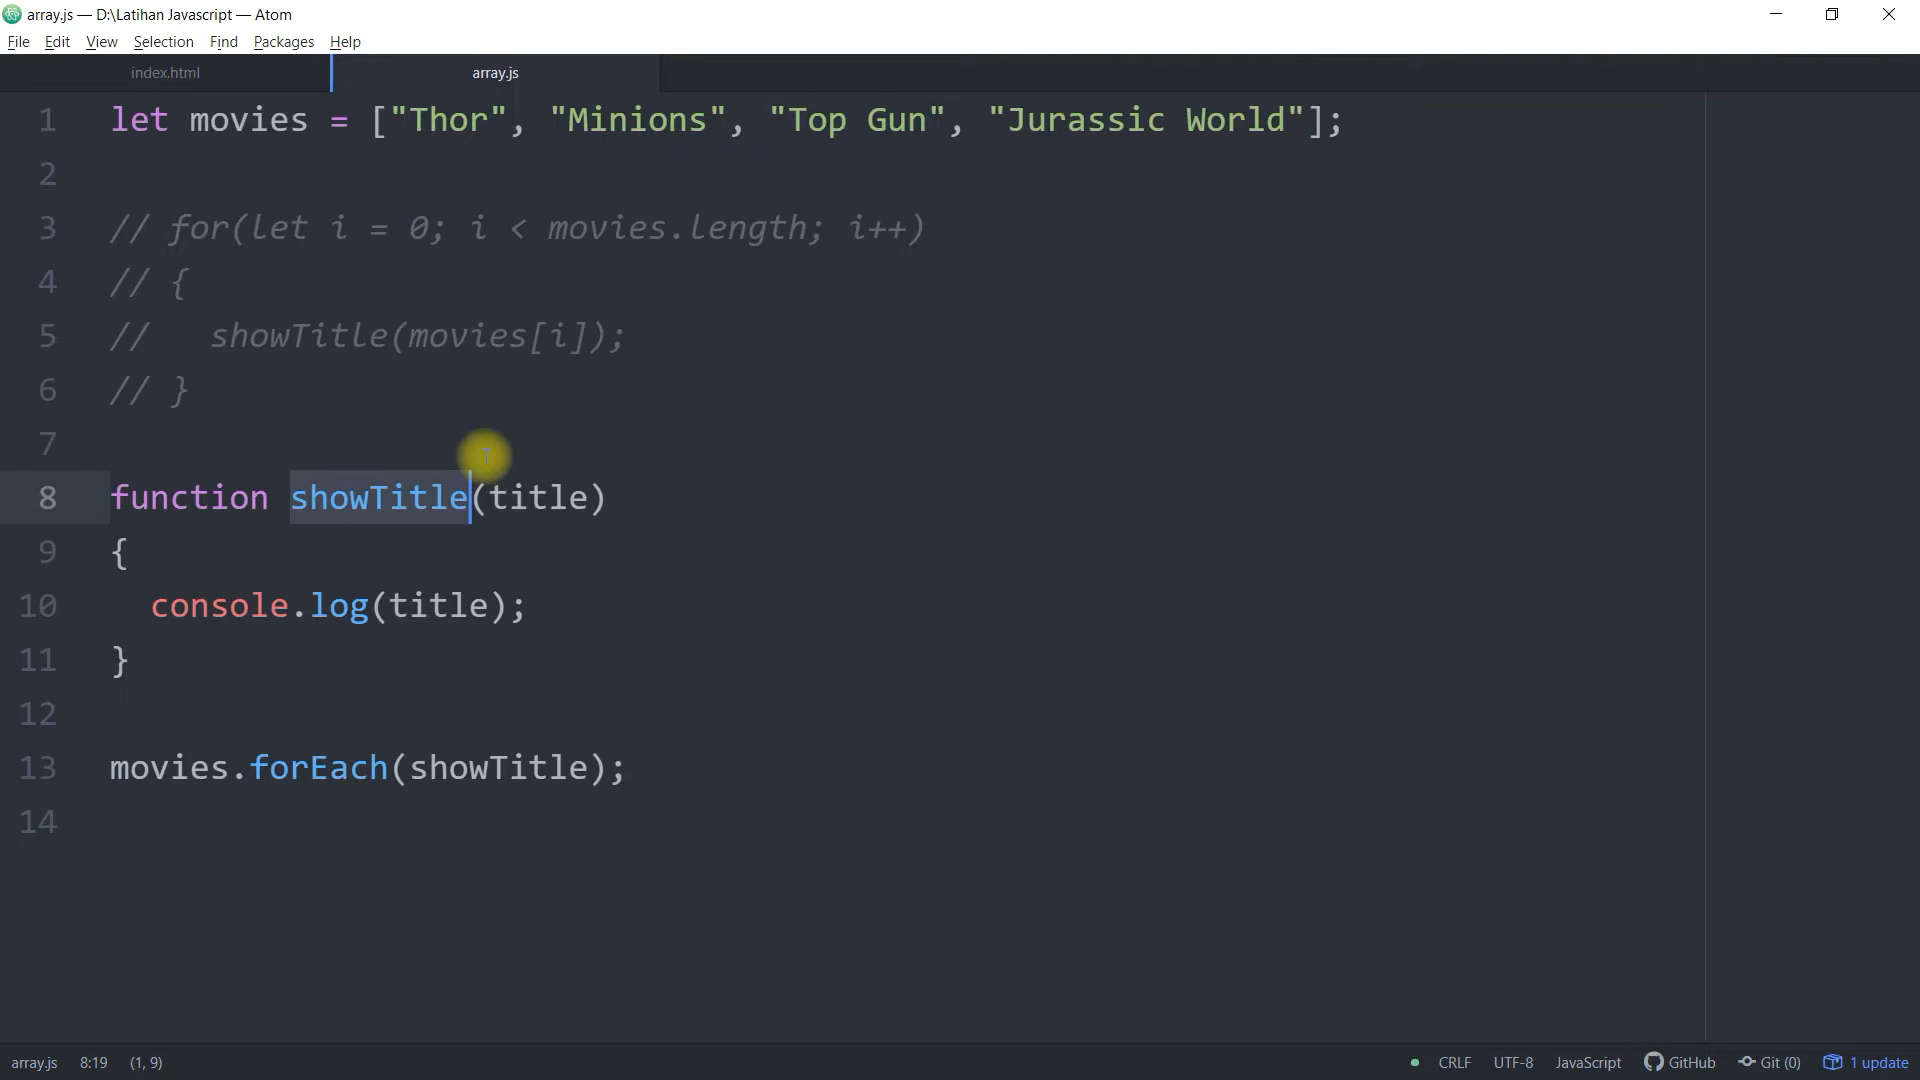 array.js — D:\Latihan Javascript — Atom
File Edit View Selection Find Packages Help
index.html array.js
1 let movies = ["Thor", "Minions", "Top Gun", "Jurassic World"];
2
3 // for(let i = 0; i < movies.length; i++)
4 // {
5 //   showTitle(movies[i]);
6 // }
7
8 function showTitle(title)
9 {
10   console.log(title);
11 }
12
13 movies.forEach(showTitle);
14
array.js 8:19 (1, 9) CRLF UTF-8 JavaScript GitHub Git (0) 1 update